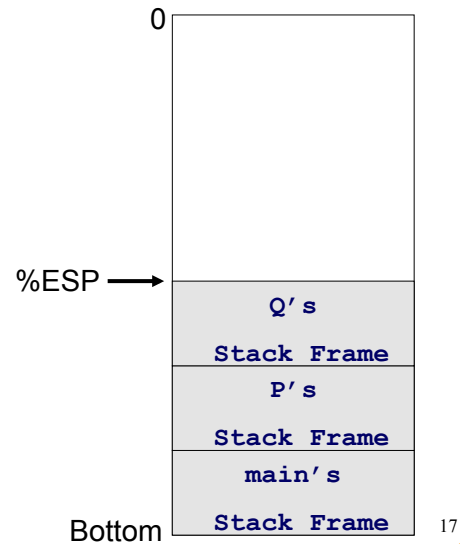 0
%ESP
Q's
Stack Frame
P's
Stack Frame
main's
Stack Frame
Bottom
17